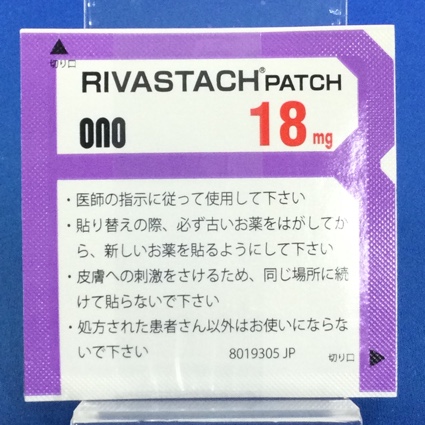 切り口
RIVASTACH® PATCH
ono
18 mg
・医師の指示に従って使用して下さい
・貼り替えの際、必ず古いお薬をはがしてか
ら、新しいお薬を貼るようにして下さい
・皮膚への刺激をさけるため、同じ場所に続
けて貼らないで下さい
・処方された患者さん以外はお使いにならな
いで下さい
8019305 JP
切り口